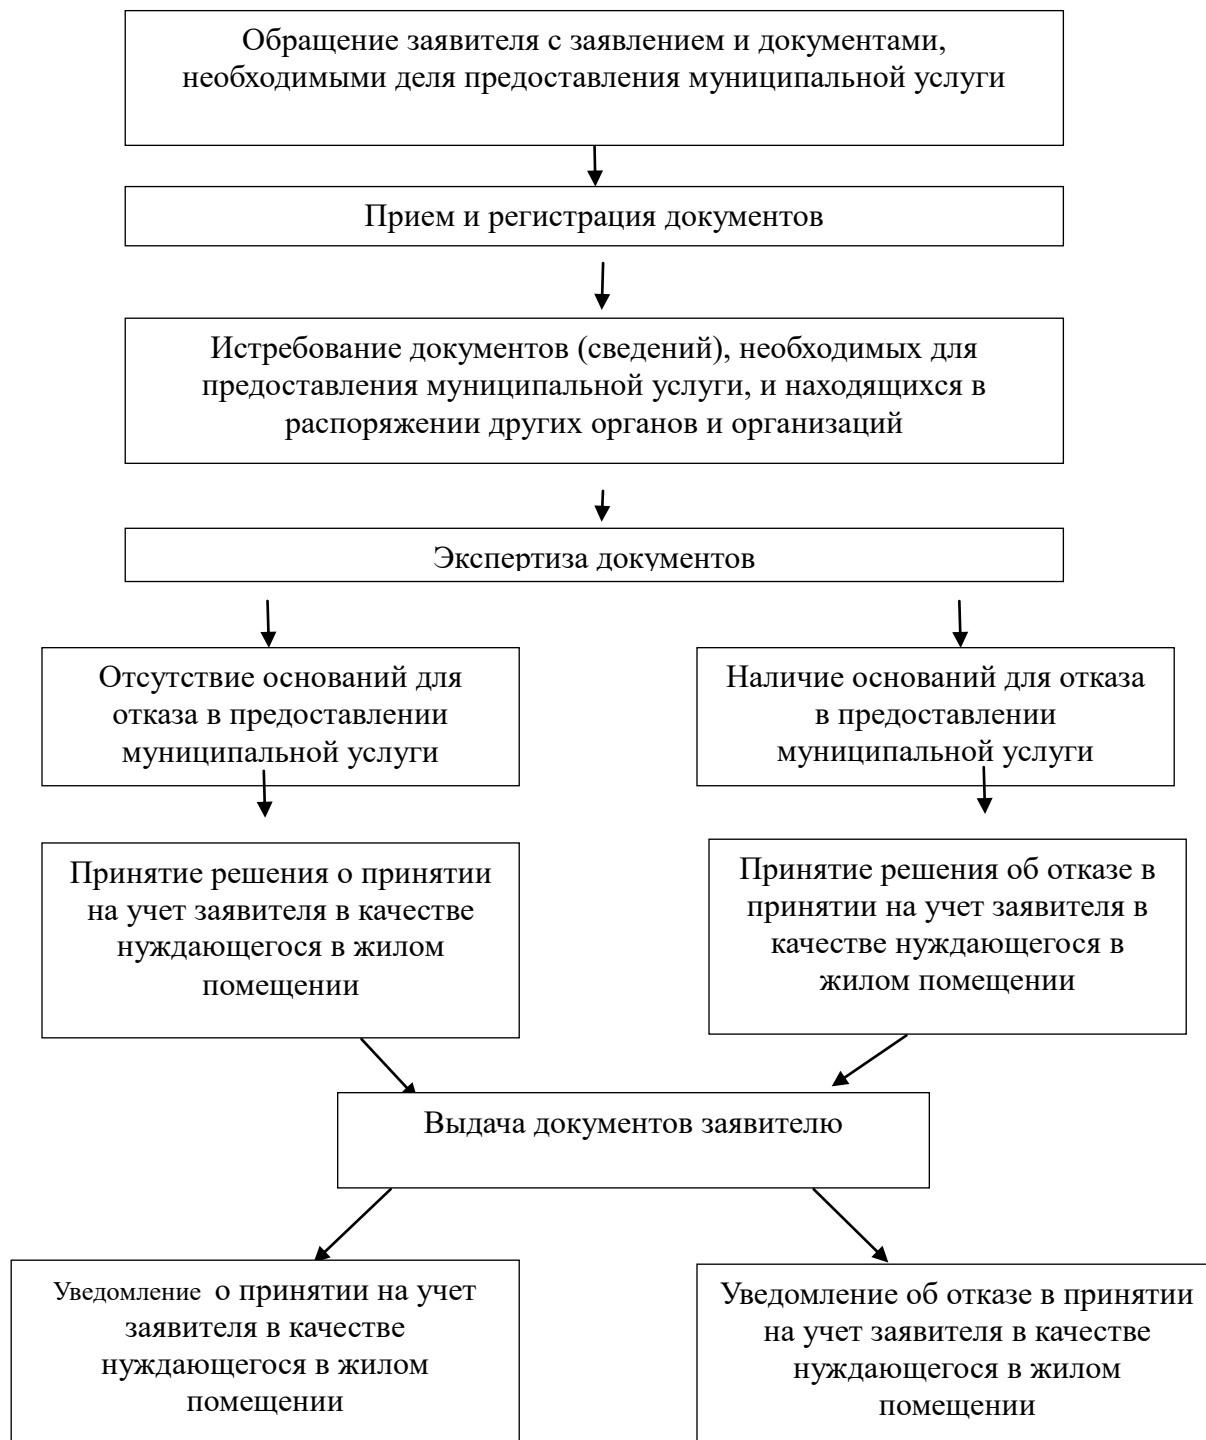 Обращение заявителя с заявлением и документами,
необходимыми деля предоставления муниципальной услуги
Прием и регистрация документов
Истребование документов (сведений), необходимых для
предоставления муниципальной услуги, и находящихся в
распоряжении других органов и организаций
Экспертиза документов
Отсутствие оснований для
отказа в предоставлении
муниципальной услуги
Наличие оснований для отказа
в предоставлении
муниципальной услуги
Принятие решения о принятии
на учет заявителя в качестве
нуждающегося в жилом
помещении
Принятие решения об отказе в
принятии на учет заявителя в
качестве нуждающегося в
жилом помещении
Выдача документов заявителю
Уведомление о принятии на учет
заявителя в качестве
нуждающегося в жилом
помещении
Уведомление об отказе в принятии
на учет заявителя в качестве
нуждающегося в жилом
помещении